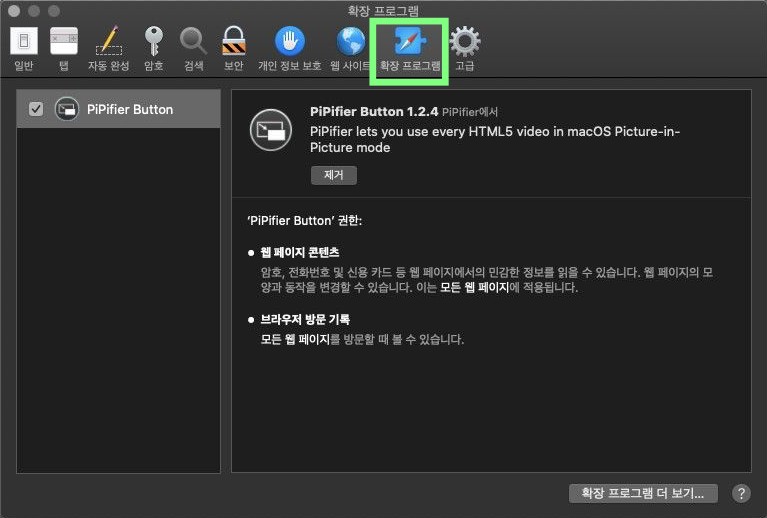 확장 프로그램
일반 탭 자동 완성 암호 검색 보안 개인 정보 보호 웹 사이트 확장 프로그램 고급
PiPifier Button
PiPifier Button 1.2.4 PiPifier에서
PiPifier lets you use every HTML5 video in macOS Picture-in-
Picture mode
제거
‘PiPifier Button’ 권한:
● 웹 페이지 콘텐츠
암호, 전화번호 및 신용 카드 등 웹 페이지에서의 민감한 정보를 읽을 수 있습니다. 웹 페이지의 모
양과 동작을 변경할 수 있습니다. 이는 모든 웹 페이지에 적용됩니다.
● 브라우저 방문 기록
모든 웹 페이지를 방문할 때 볼 수 있습니다.
확장 프로그램 더 보기... ?